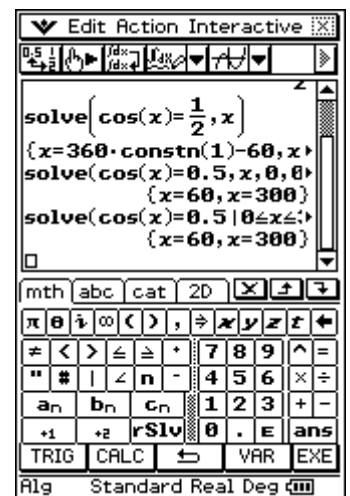 Edit Action Interactive
solve(cos(x)=1/2,x)
{x=360·constn(1)-60,x
solve(cos(x)=0.5,x,0,0
{x=60,x=300}
solve(cos(x)=0.5|0≤x≤
{x=60,x=300}
mth abc cat 2D
π θ i ∞ ( ) , ⇒ x y z t ←
≠ < > ≤ ≥ 7 8 9 ^ =
" # | ∠ n 4 5 6 × ÷
an bn cn 1 2 3 + -
+1 +2 rSlv 0 . E ans
TRIG CALC VAR EXE
Alg Standard Real Deg